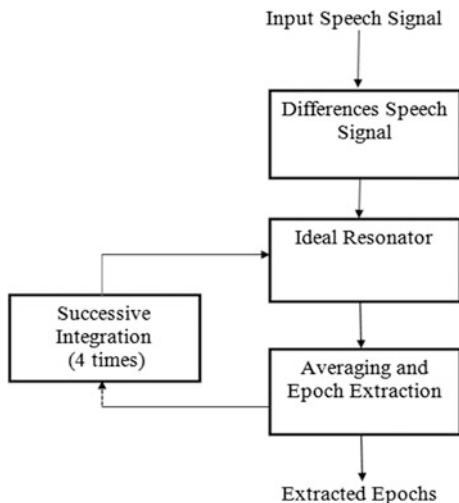 Input Speech Signal
Differences Speech
Signal
Ideal Resonator
Successive
Integration
(4 times)
Averaging and
Epoch Extraction
Extracted Epochs